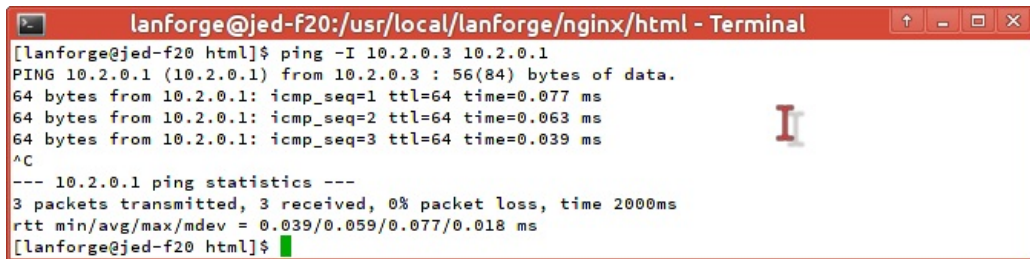 lanforge@jed-f20:/usr/local/lanforge/nginx/html - Terminal
[lanforge@jed-f20 html]$ ping -I 10.2.0.3 10.2.0.1
PING 10.2.0.1 (10.2.0.1) from 10.2.0.3 : 56(84) bytes of data.
64 bytes from 10.2.0.1: icmp_seq=1 ttl=64 time=0.077 ms
64 bytes from 10.2.0.1: icmp_seq=2 ttl=64 time=0.063 ms
64 bytes from 10.2.0.1: icmp_seq=3 ttl=64 time=0.039 ms
^C
--- 10.2.0.1 ping statistics ---
3 packets transmitted, 3 received, 0% packet loss, time 2000ms
rtt min/avg/max/mdev = 0.039/0.059/0.077/0.018 ms
[lanforge@jed-f20 html]$